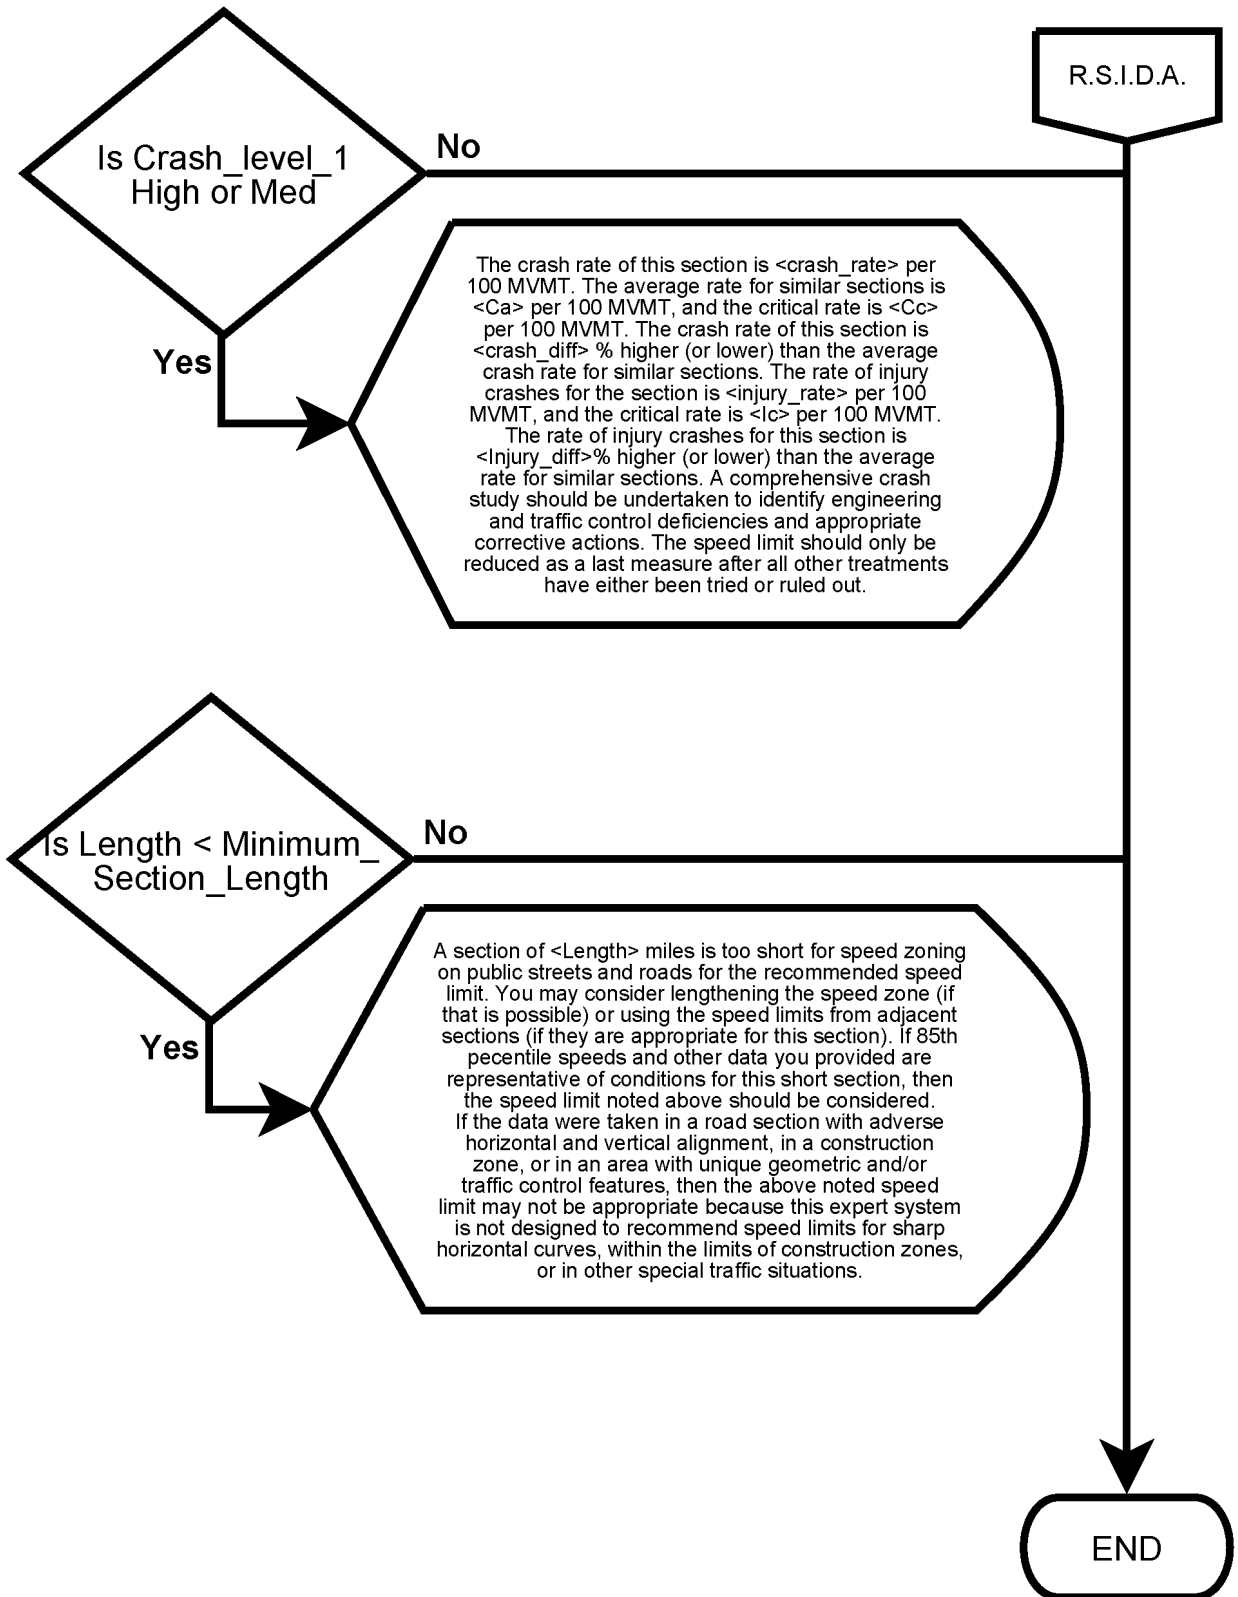 R.S.I.D.A.
Is Crash_level_1
High or Med
No
Yes
The crash rate of this section is <crash_rate> per
100 MVMT. The average rate for similar sections is
<Ca> per 100 MVMT, and the critical rate is <Cc>
per 100 MVMT. The crash rate of this section is
<crash_diff> % higher (or lower) than the average
crash rate for similar sections. The rate of injury
crashes for the section is <injury_rate> per 100
MVMT, and the critical rate is <Ic> per 100 MVMT.
The rate of injury crashes for this section is
<Injury_diff>% higher (or lower) than the average
rate for similar sections. A comprehensive crash
study should be undertaken to identify engineering
and traffic control deficiencies and appropriate
corrective actions. The speed limit should only be
reduced as a last measure after all other treatments
have either been tried or ruled out.
Is Length < Minimum_
Section_Length
No
Yes
A section of <Length> miles is too short for speed zoning
on public streets and roads for the recommended speed
limit. You may consider lengthening the speed zone (if
that is possible) or using the speed limits from adjacent
sections (if they are appropriate for this section). If 85th
pecentile speeds and other data you provided are
representative of conditions for this short section, then
the speed limit noted above should be considered.
If the data were taken in a road section with adverse
horizontal and vertical alignment, in a construction
zone, or in an area with unique geometric and/or
traffic control features, then the above noted speed
limit may not be appropriate because this expert system
is not designed to recommend speed limits for sharp
horizontal curves, within the limits of construction zones,
or in other special traffic situations.
END